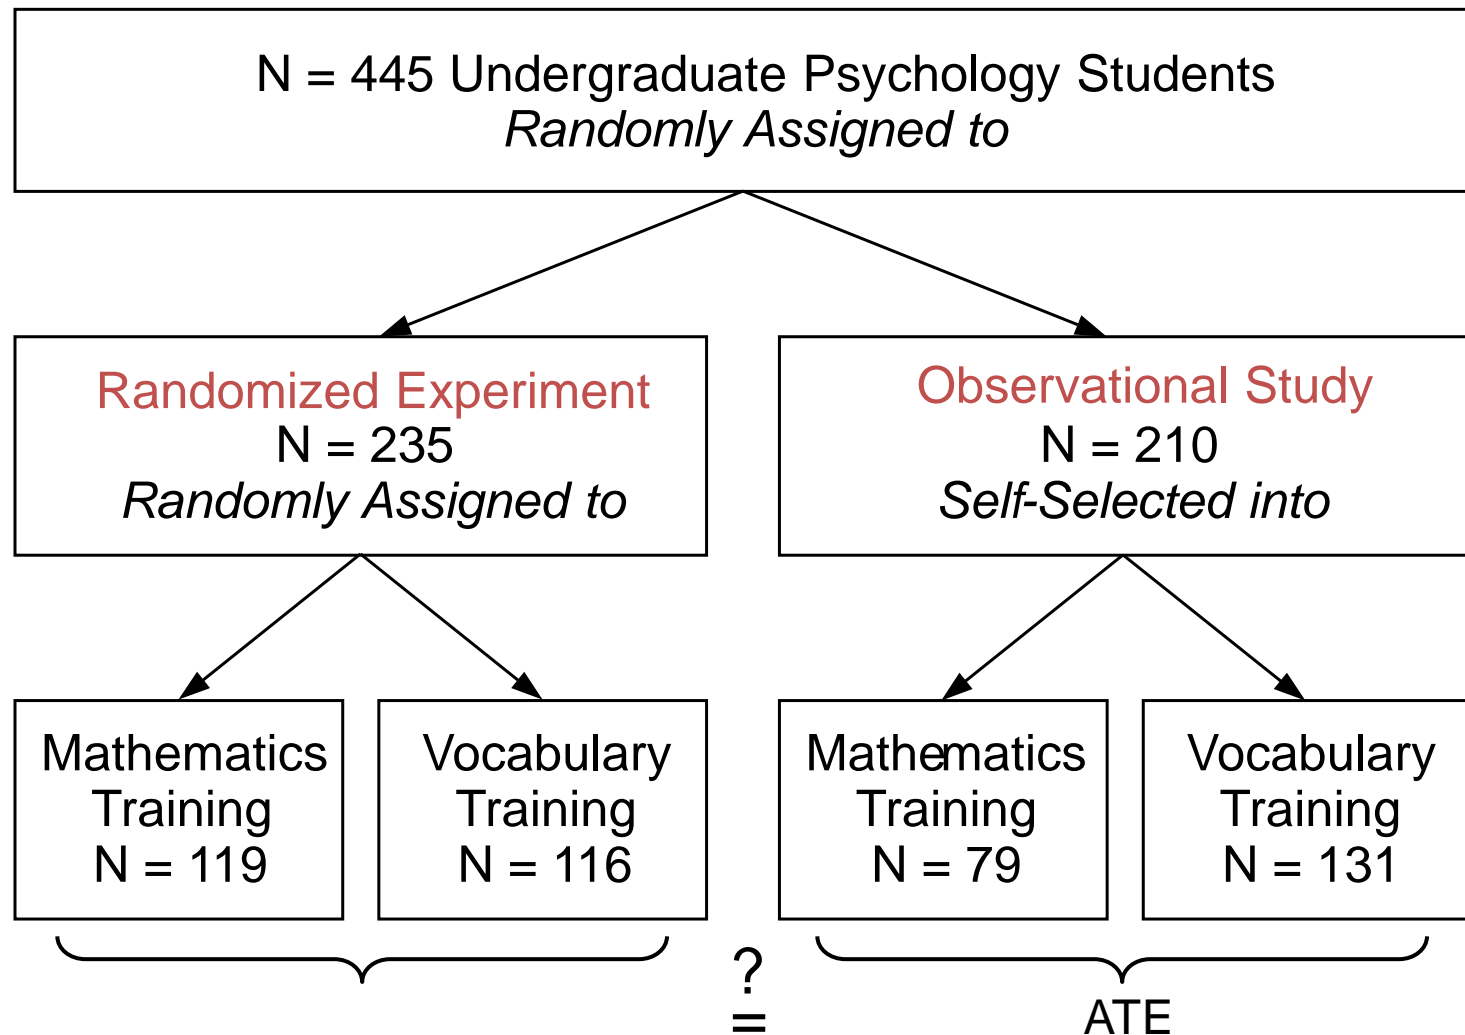 N = 445 Undergraduate Psychology Students
Randomly Assigned to
Randomized Experiment
N = 235
Randomly Assigned to
Observational Study
N = 210
Self-Selected into
Mathematics
Training
N = 119
Vocabulary
Training
N = 116
Mathematics
Training
N = 79
Vocabulary
Training
N = 131
?
=
ATE